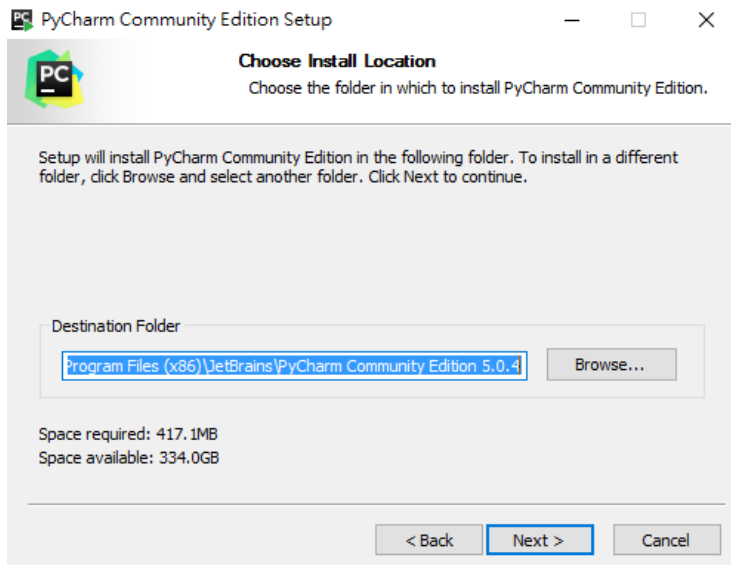 PC PyCharm Community Edition Setup
PC
Choose Install Location
Choose the folder in which to install PyCharm Community Edition.
Setup will install PyCharm Community Edition in the following folder. To install in a different
folder, click Browse and select another folder. Click Next to continue.
Destination Folder
Program Files (x86)\JetBrains\PyCharm Community Edition 5.0.4
Browse...
Space required: 417.1MB
Space available: 334.0GB
< Back
Next >
Cancel